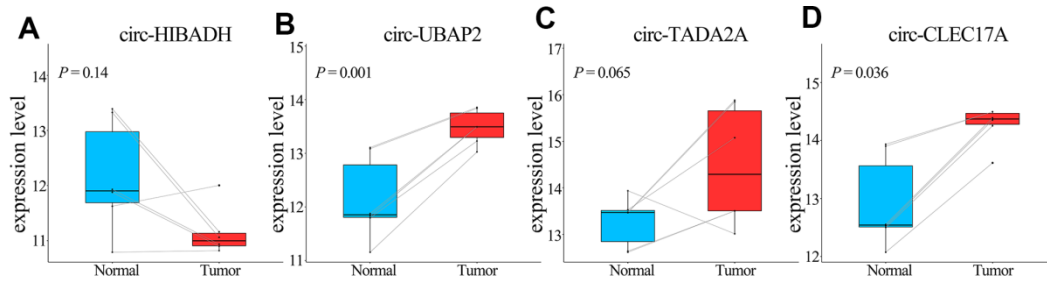 A
circ-HIBADH
P = 0.14
expression level
14
13
12
11
Normal
Tumor
B
circ-UBAP2
P = 0.001
expression level
15
14
13
12
11
Normal
Tumor
C
circ-TADA2A
P = 0.065
expression level
17
16
15
14
13
Normal
Tumor
D
circ-CLEC17A
P = 0.036
expression level
15
14
13
12
Normal
Tumor